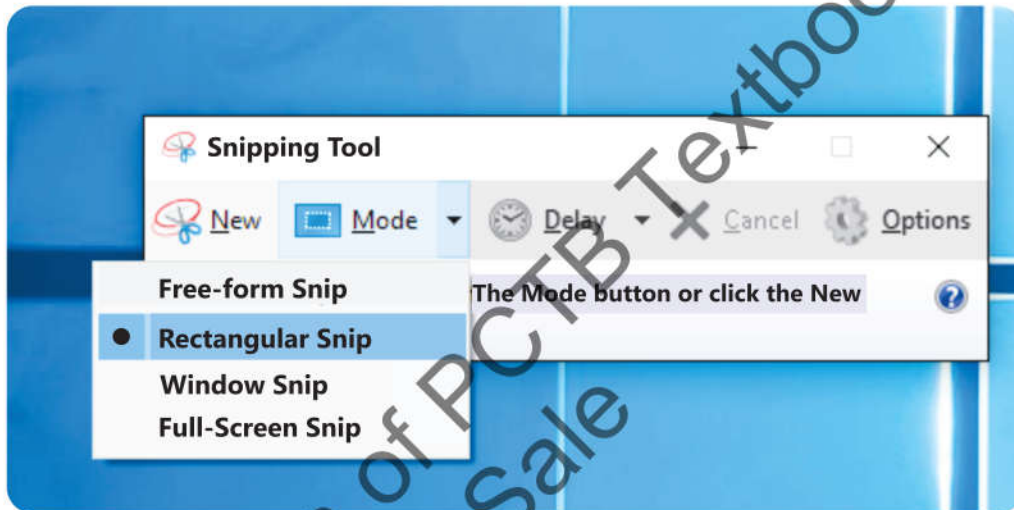 Snipping Tool
New Mode Delay Cancel Options
Free-form Snip
The Mode button or click the New
Rectangular Snip
Window Snip
Full-Screen Snip
of PCTB Textboo
Sale